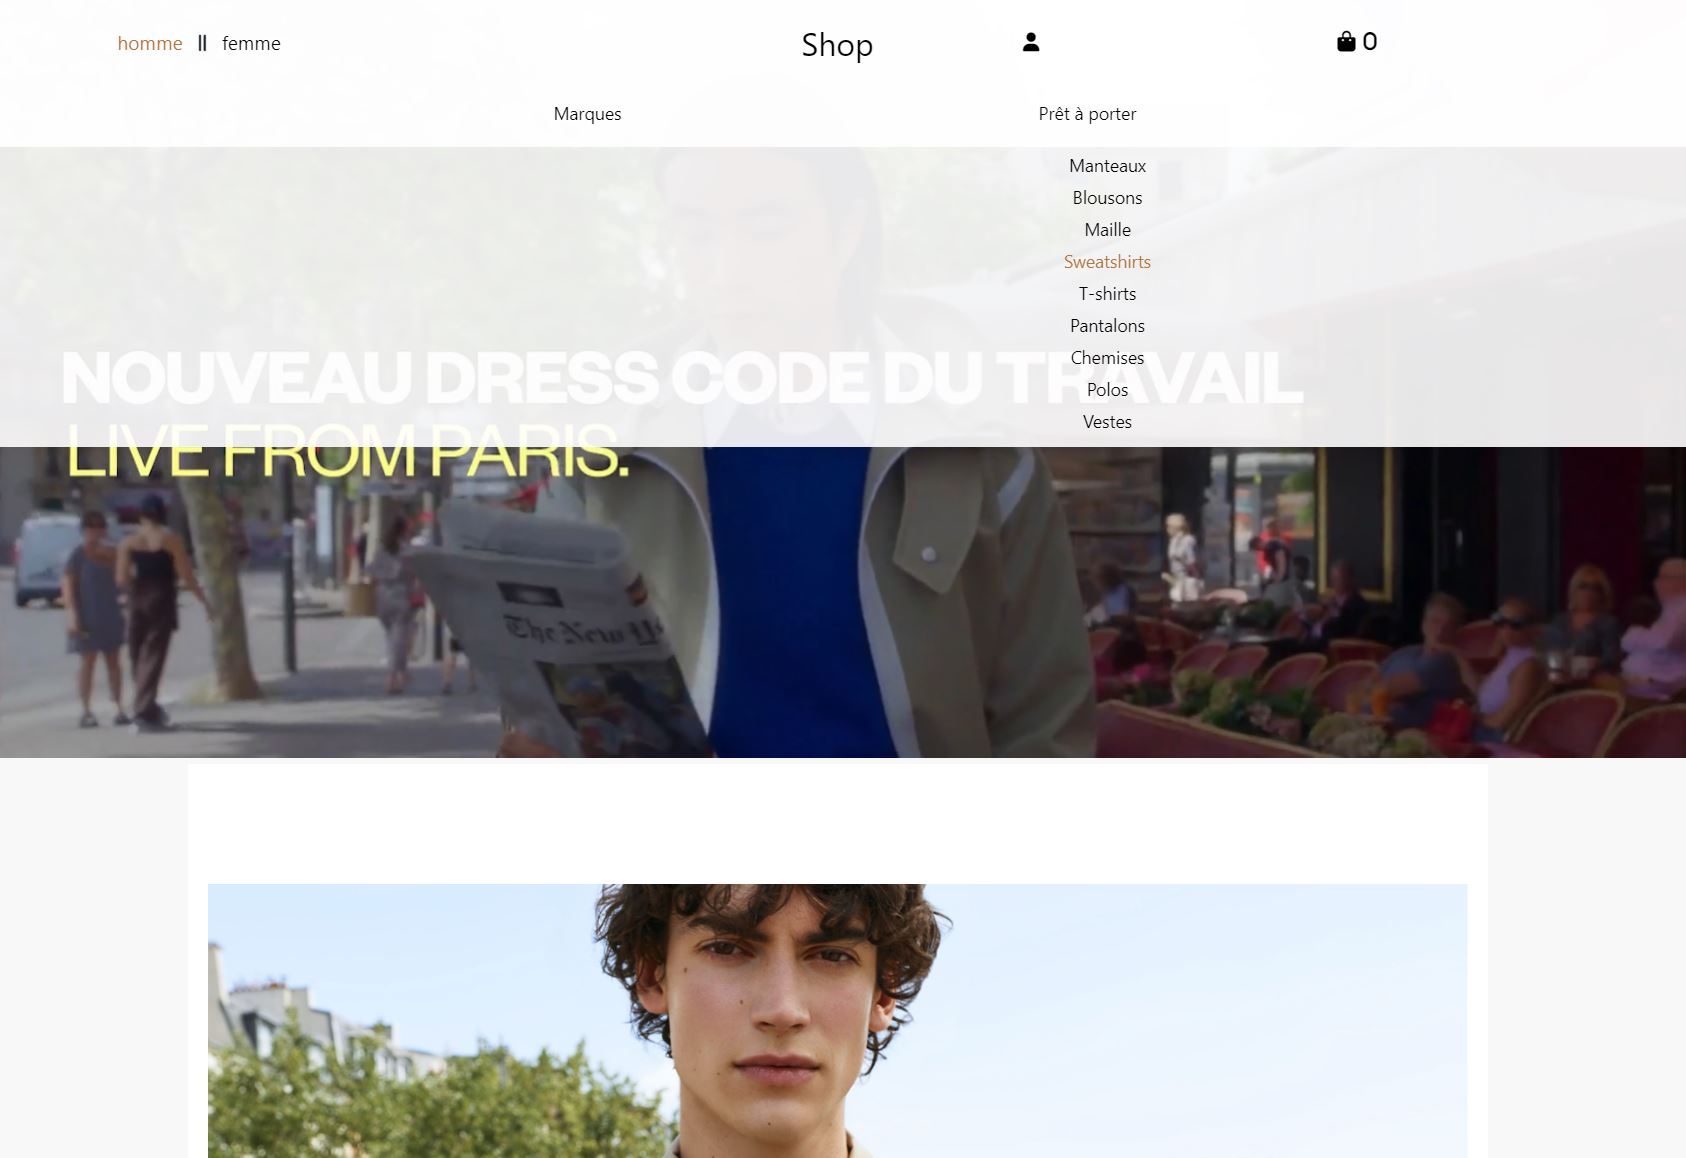 homme || femme
Shop
0
Marques
Prêt à porter
Manteaux
Blousons
Maille
Sweatshirts
T-shirts
Pantalons
Chemises
Polos
Vestes
NOUVEAU DRESS CODE DU TRAVAIL
LIVE FROM PARIS.
The New